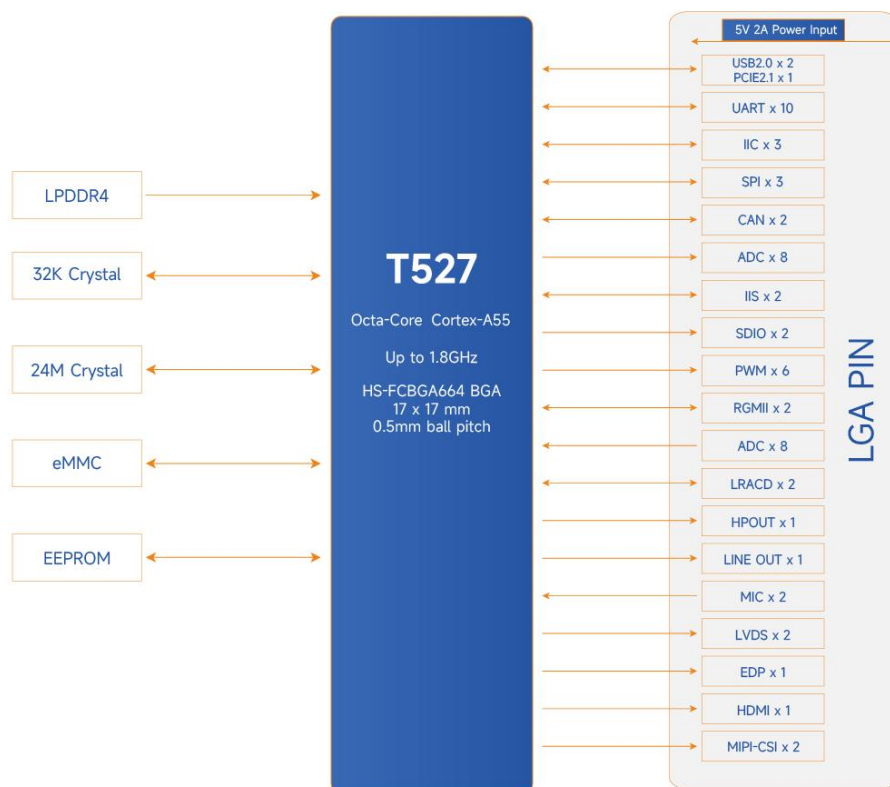 5V 2A Power Input
USB2.0 x 2
PCIE2.1 x 1
UART x 10
IIC x 3
SPI x 3
CAN x 2
ADC x 8
IIS x 2
SDIO x 2
PWM x 6
RGMII x 2
ADC x 8
LRACD x 2
HPOUT x 1
LINE OUT x 1
MIC x 2
LVDS x 2
EDP x 1
HDMI x 1
MIPI-CSI x 2
LGA PIN
LPDDR4
32K Crystal
24M Crystal
eMMC
EEPROM
T527
Octa-Core Cortex-A55
Up to 1.8GHz
HS-FCBGA664 BGA
17 x 17 mm
0.5mm ball pitch